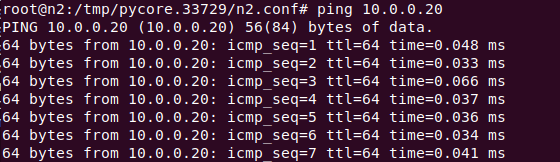 root@n2:/tmp/pycore.33729/n2.conf# ping 10.0.0.20
PING 10.0.0.20 (10.0.0.20) 56(84) bytes of data.
64 bytes from 10.0.0.20: icmp_seq=1 ttl=64 time=0.048 ms
64 bytes from 10.0.0.20: icmp_seq=2 ttl=64 time=0.033 ms
64 bytes from 10.0.0.20: icmp_seq=3 ttl=64 time=0.066 ms
64 bytes from 10.0.0.20: icmp_seq=4 ttl=64 time=0.037 ms
64 bytes from 10.0.0.20: icmp_seq=5 ttl=64 time=0.036 ms
64 bytes from 10.0.0.20: icmp_seq=6 ttl=64 time=0.034 ms
64 bytes from 10.0.0.20: icmp_seq=7 ttl=64 time=0.041 ms